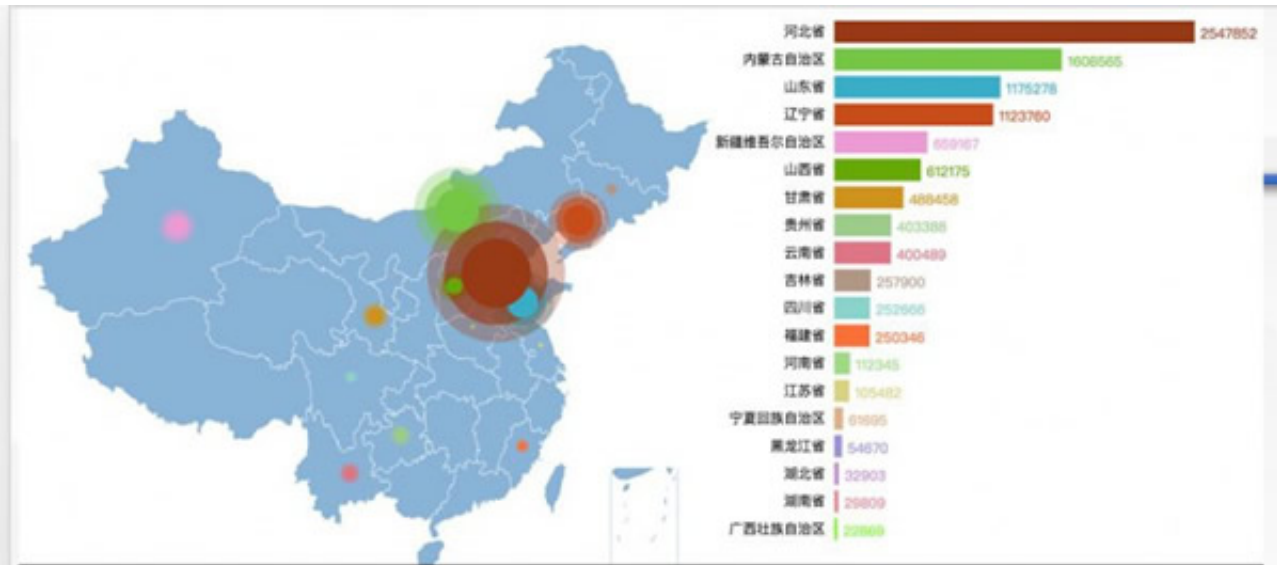 河北省 2547852
内蒙古自治区 1608565
山东省 1175278
辽宁省 1123760
新疆维吾尔自治区 659167
山西省 612175
甘肃省 488458
贵州省 403388
云南省 400489
吉林省 257900
四川省 252666
福建省 250346
河南省 112345
江苏省 105482
宁夏回族自治区 61695
黑龙江省 54670
湖北省 32903
湖南省 29809
广西壮族自治区